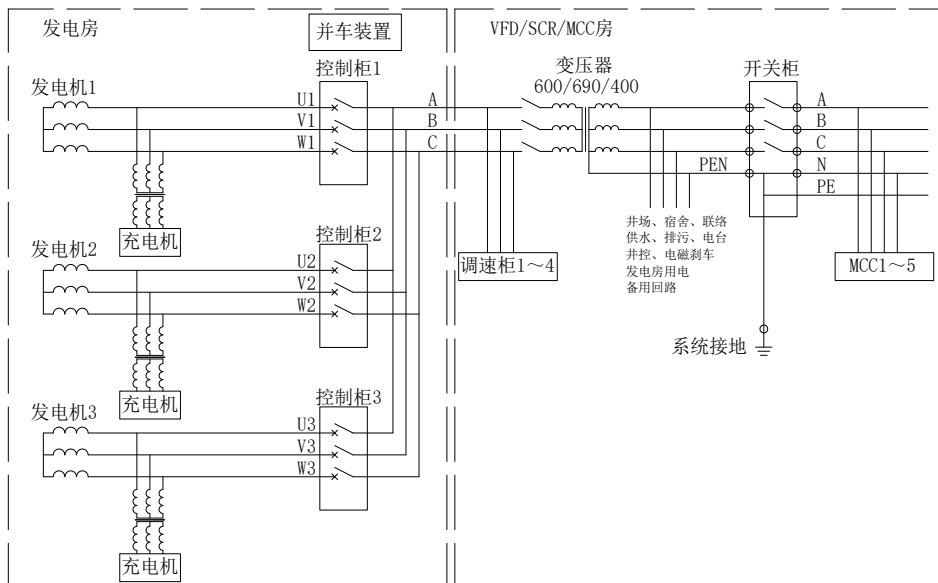 发电房
并车装置
VFD/SCR/MCC房
控制柜1
变压器
600/690/400
开关柜
发电机1
U1
V1
W1
A
B
C
PEN
A
B
C
N
PE
充电机
井场、宿舍、联络
供水、排污、电台
井控、电磁刹车
发电房用电
备用回路
控制柜2
发电机2
U2
V2
W2
调速柜1～4
MCC1～5
系统接地
充电机
控制柜3
发电机3
U3
V3
W3
充电机